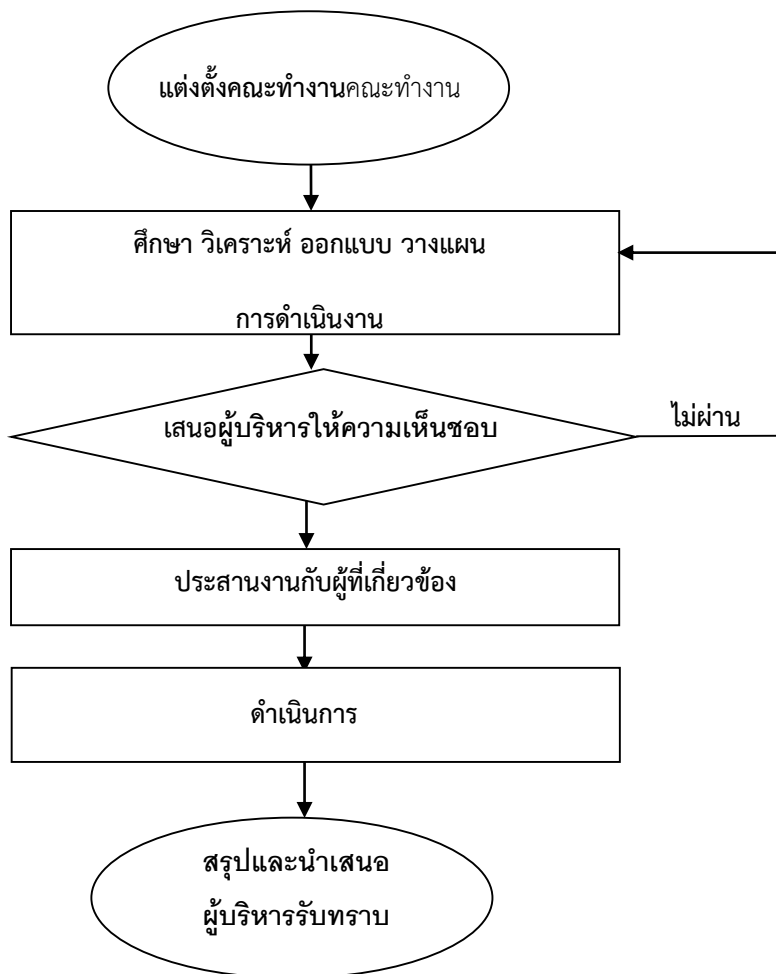 แต่งตั้งคณะทำงานคณะทำงาน
ศึกษา วิเคราะห์ ออกแบบ วางแผน
การดำเนินงาน
เสนอผู้บริหารให้ความเห็นชอบ
ไม่ผ่าน
ประสานงานกับผู้ที่เกี่ยวข้อง
ดำเนินการ
สรุปและนำเสนอ
ผู้บริหารรับทราบ